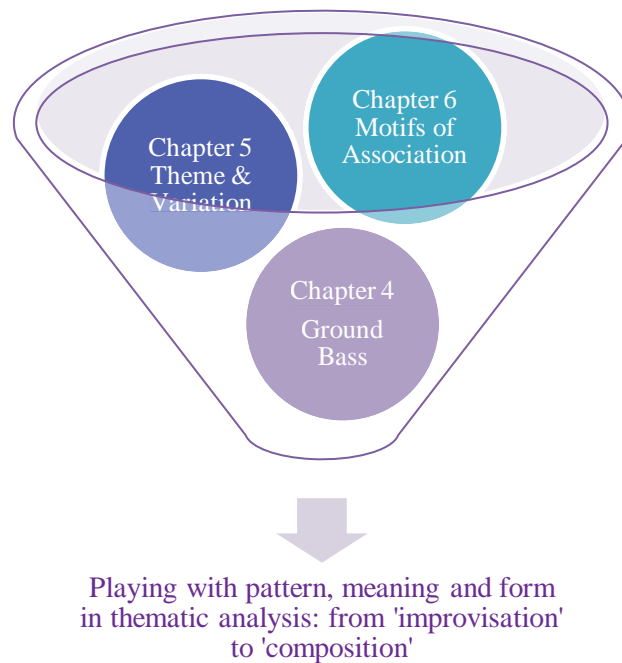 Chapter 6
Motifs of
Association
Chapter 5
Theme &
Variation
Chapter 4
Ground
Bass
Playing with pattern, meaning and form
in thematic analysis: from 'improvisation'
to 'composition'